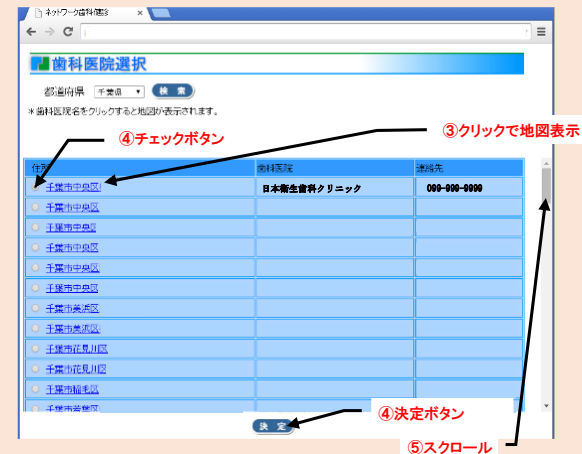 ネットワーク歯科健診
歯科医院選択
都道府県 千葉県 検 索
＊歯科医院名をクリックすると地図が表示されます。
④チェックボタン
③クリックで地図表示
住所 歯科医院 連絡先
千葉市中央区 日本衛生歯科クリニック 099-999-9999
千葉市中央区
千葉市中央区
千葉市中央区
千葉市中央区
千葉市中央区
千葉市美浜区
千葉市美浜区
千葉市花見川区
千葉市花見川区
千葉市稲毛区
千葉市若葉区
決 定
④決定ボタン
⑤スクロール